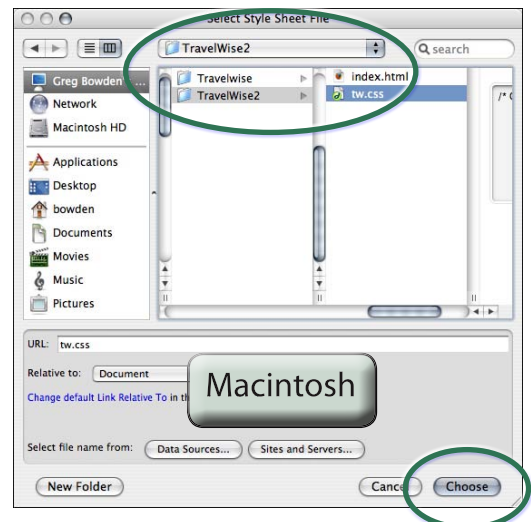 Select Style Sheet File
TravelWise2
search
Greg Bowden' ...
Network
Macintosh HD
Applications
Desktop
bowden
Documents
Movies
Music
Pictures
Travelwise
TravelWise2
index.html
tw.css
/* C
URL: tw.css
Relative to: Document
Change default Link Relative To in th
Macintosh
Select file name from: Data Sources... Sites and Servers...
New Folder Cance Choose